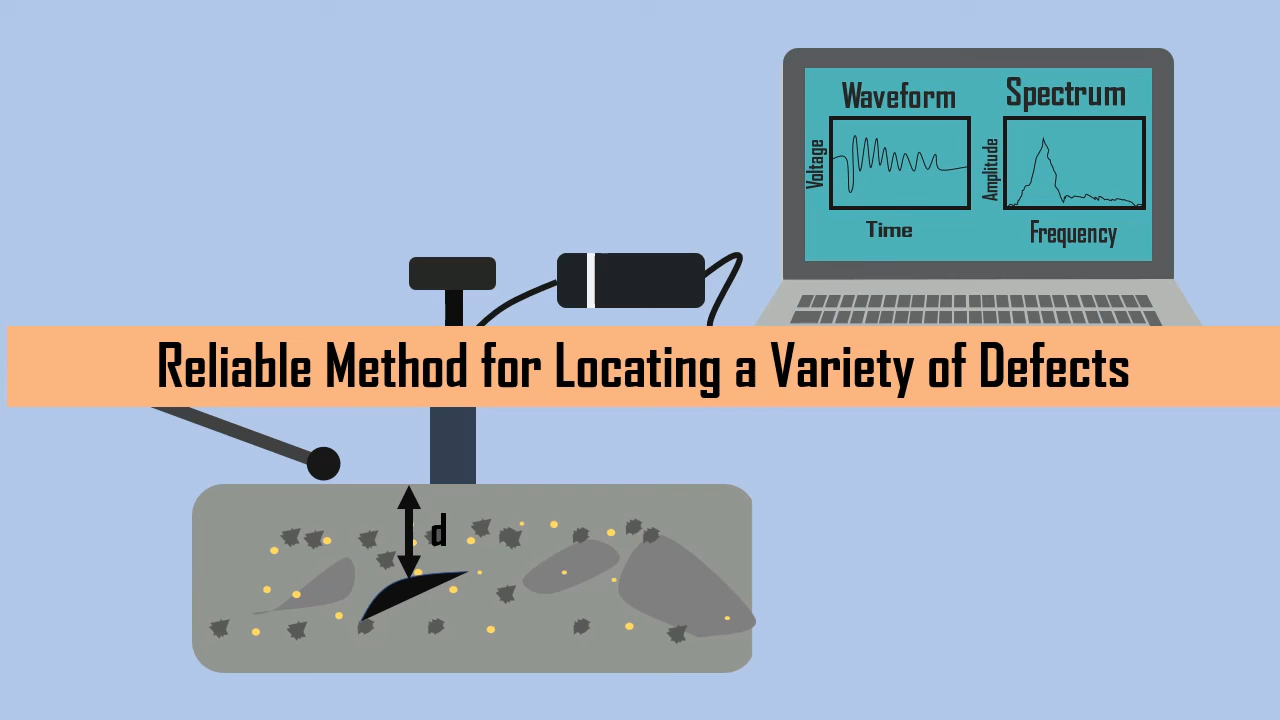 Waveform
Spectrum
Voltage
Amplitude
Time
Frequency
Reliable Method for Locating a Variety of Defects
d